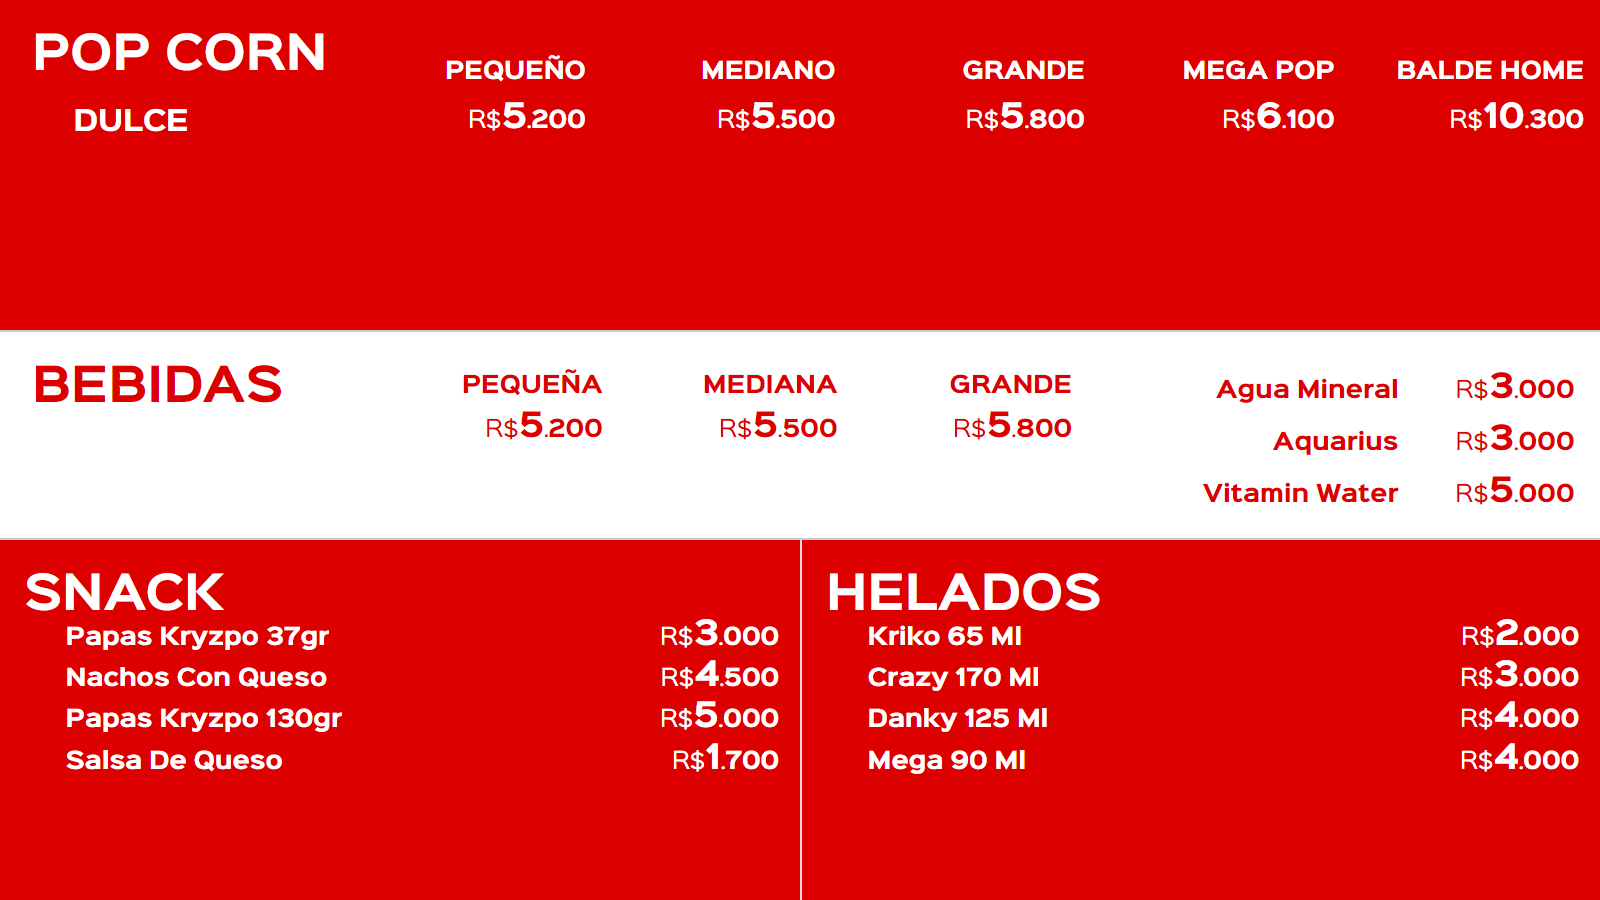 POP CORN
PEQUEÑO MEDIANO GRANDE MEGA POP BALDE HOME
DULCE R$5.200 R$5.500 R$5.800 R$6.100 R$10.300
BEBIDAS
PEQUEÑA MEDIANA GRANDE
R$5.200 R$5.500 R$5.800
Agua Mineral R$3.000
Aquarius R$3.000
Vitamin Water R$5.000
SNACK
Papas Kryzpo 37gr R$3.000
Nachos Con Queso R$4.500
Papas Kryzpo 130gr R$5.000
Salsa De Queso R$1.700
HELADOS
Kriko 65 Ml R$2.000
Crazy 170 Ml R$3.000
Danky 125 Ml R$4.000
Mega 90 Ml R$4.000